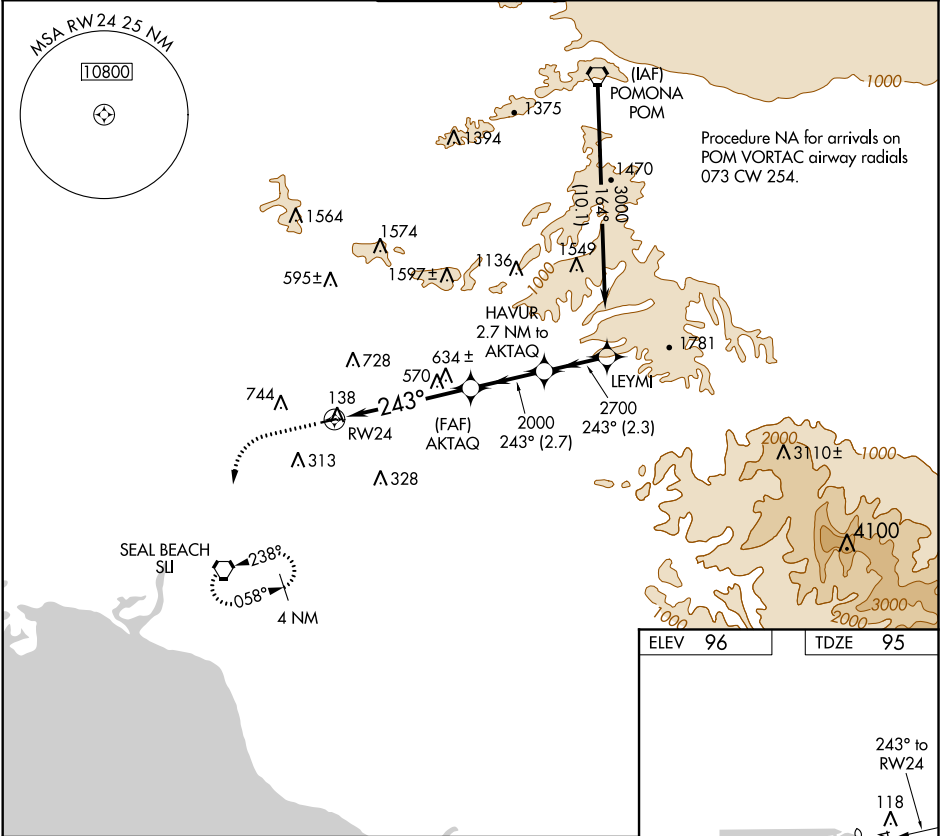 MSA RW 24 25 NM
10800
(IAF)
POMONA
POM
1000
1375
1394
Procedure NA for arrivals on
POM VORTAC airway radials
073 CW 254.
1470
3000
164°
(10.1)
1564
1574
595±
1597±
1136
1549
1000
HAVUR
2.7 NM to
AKTAQ
1781
728
634 ±
570
LEYMI
744
138
243°
RW24
(FAF)
AKTAQ
2000
243° (2.7)
2700
243° (2.3)
313
328
2000
3110±
1000
4100
SEAL BEACH
SLI
238°
058°
4 NM
3000
2000
1000
ELEV 96
TDZE 95
243° to
RW24
118